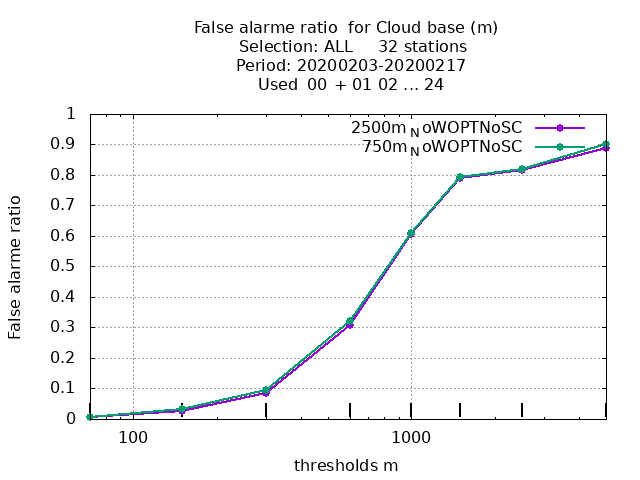 False alarme ratio  for Cloud base (m)
Selection: ALL     32 stations
Period: 20200203-20200217
Used  00  + 01 02 ... 24
2500m_NoWOPTNoSC
750m_NoWOPTNoSC
1
0.9
0.8
0.7
0.6
0.5
0.4
0.3
0.2
0.1
0
False alarme ratio
100
1000
thresholds m